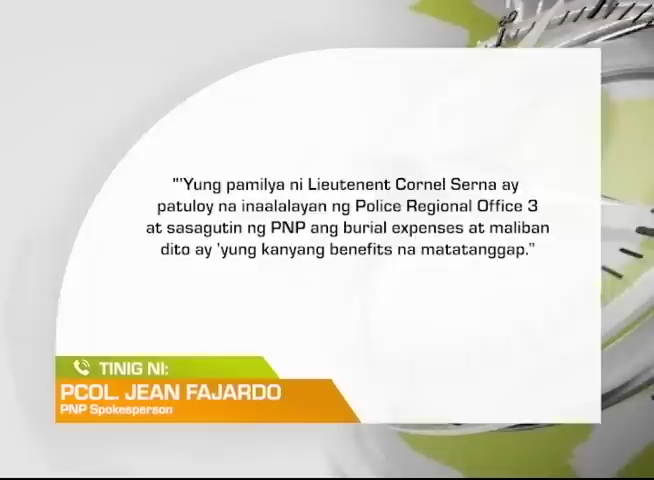 "'Yung pamilya ni Lieutenent Cornel Serna ay
patuloy na inaalalayan ng Police Regional Office 3
at sasagutin ng PNP ang burial expenses at maliban
dito ay 'yung kanyang benefits na matatanggap."
TINIG NI:
PCOL. JEAN FAJARDO
PNP Spokesperson